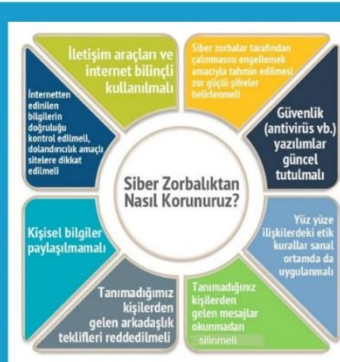 Siber Zorbalıktan
Nasıl Korunuruz?
İletişim araçları ve
internet bilinçli
kullanılmalı
Siber zorbalar tarafından
çalınmasını engellemek
amacıyla tahmin edilmesi
zor güçlü şifreler
belirlenmeli
Güvenlik
(antivirüs vb.)
yazılımlar
güncel
tutulmalı
Yüz yüze
ilişkilerdeki etik
kurallar sanal
ortamda da
uygulanmalı
Tanımadığınız
kişilerden
gelen mesajlar
okunmadan
silinmeli
Tanımadığımız
kişilerden
gelen arkadaşlık
teklifleri reddedilmeli
Kişisel bilgiler
paylaşılmamalı
İnternetten
edinilen
bilgilerin
doğruluğu
kontrol edilmeli,
dolandırıcılık amaçlı
sitelere dikkat
edilmeli